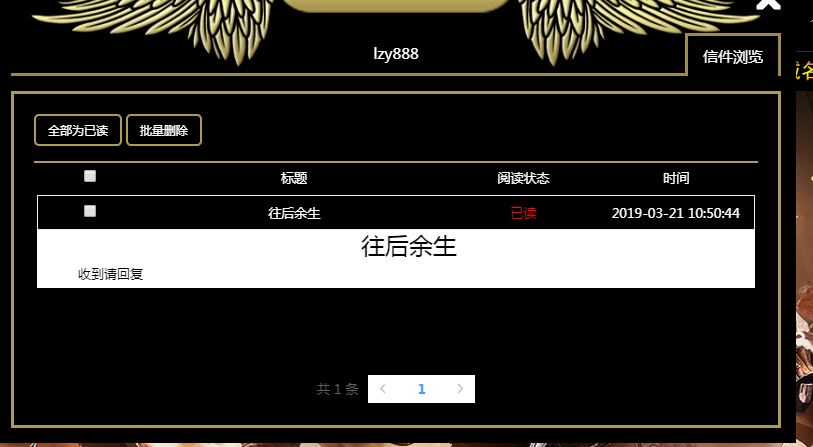 lzy888
信件浏览
全部为已读 批量删除
标题 阅读状态 时间
往后余生 已读 2019-03-21 10:50:44
往后余生
收到请回复
共 1 条 1